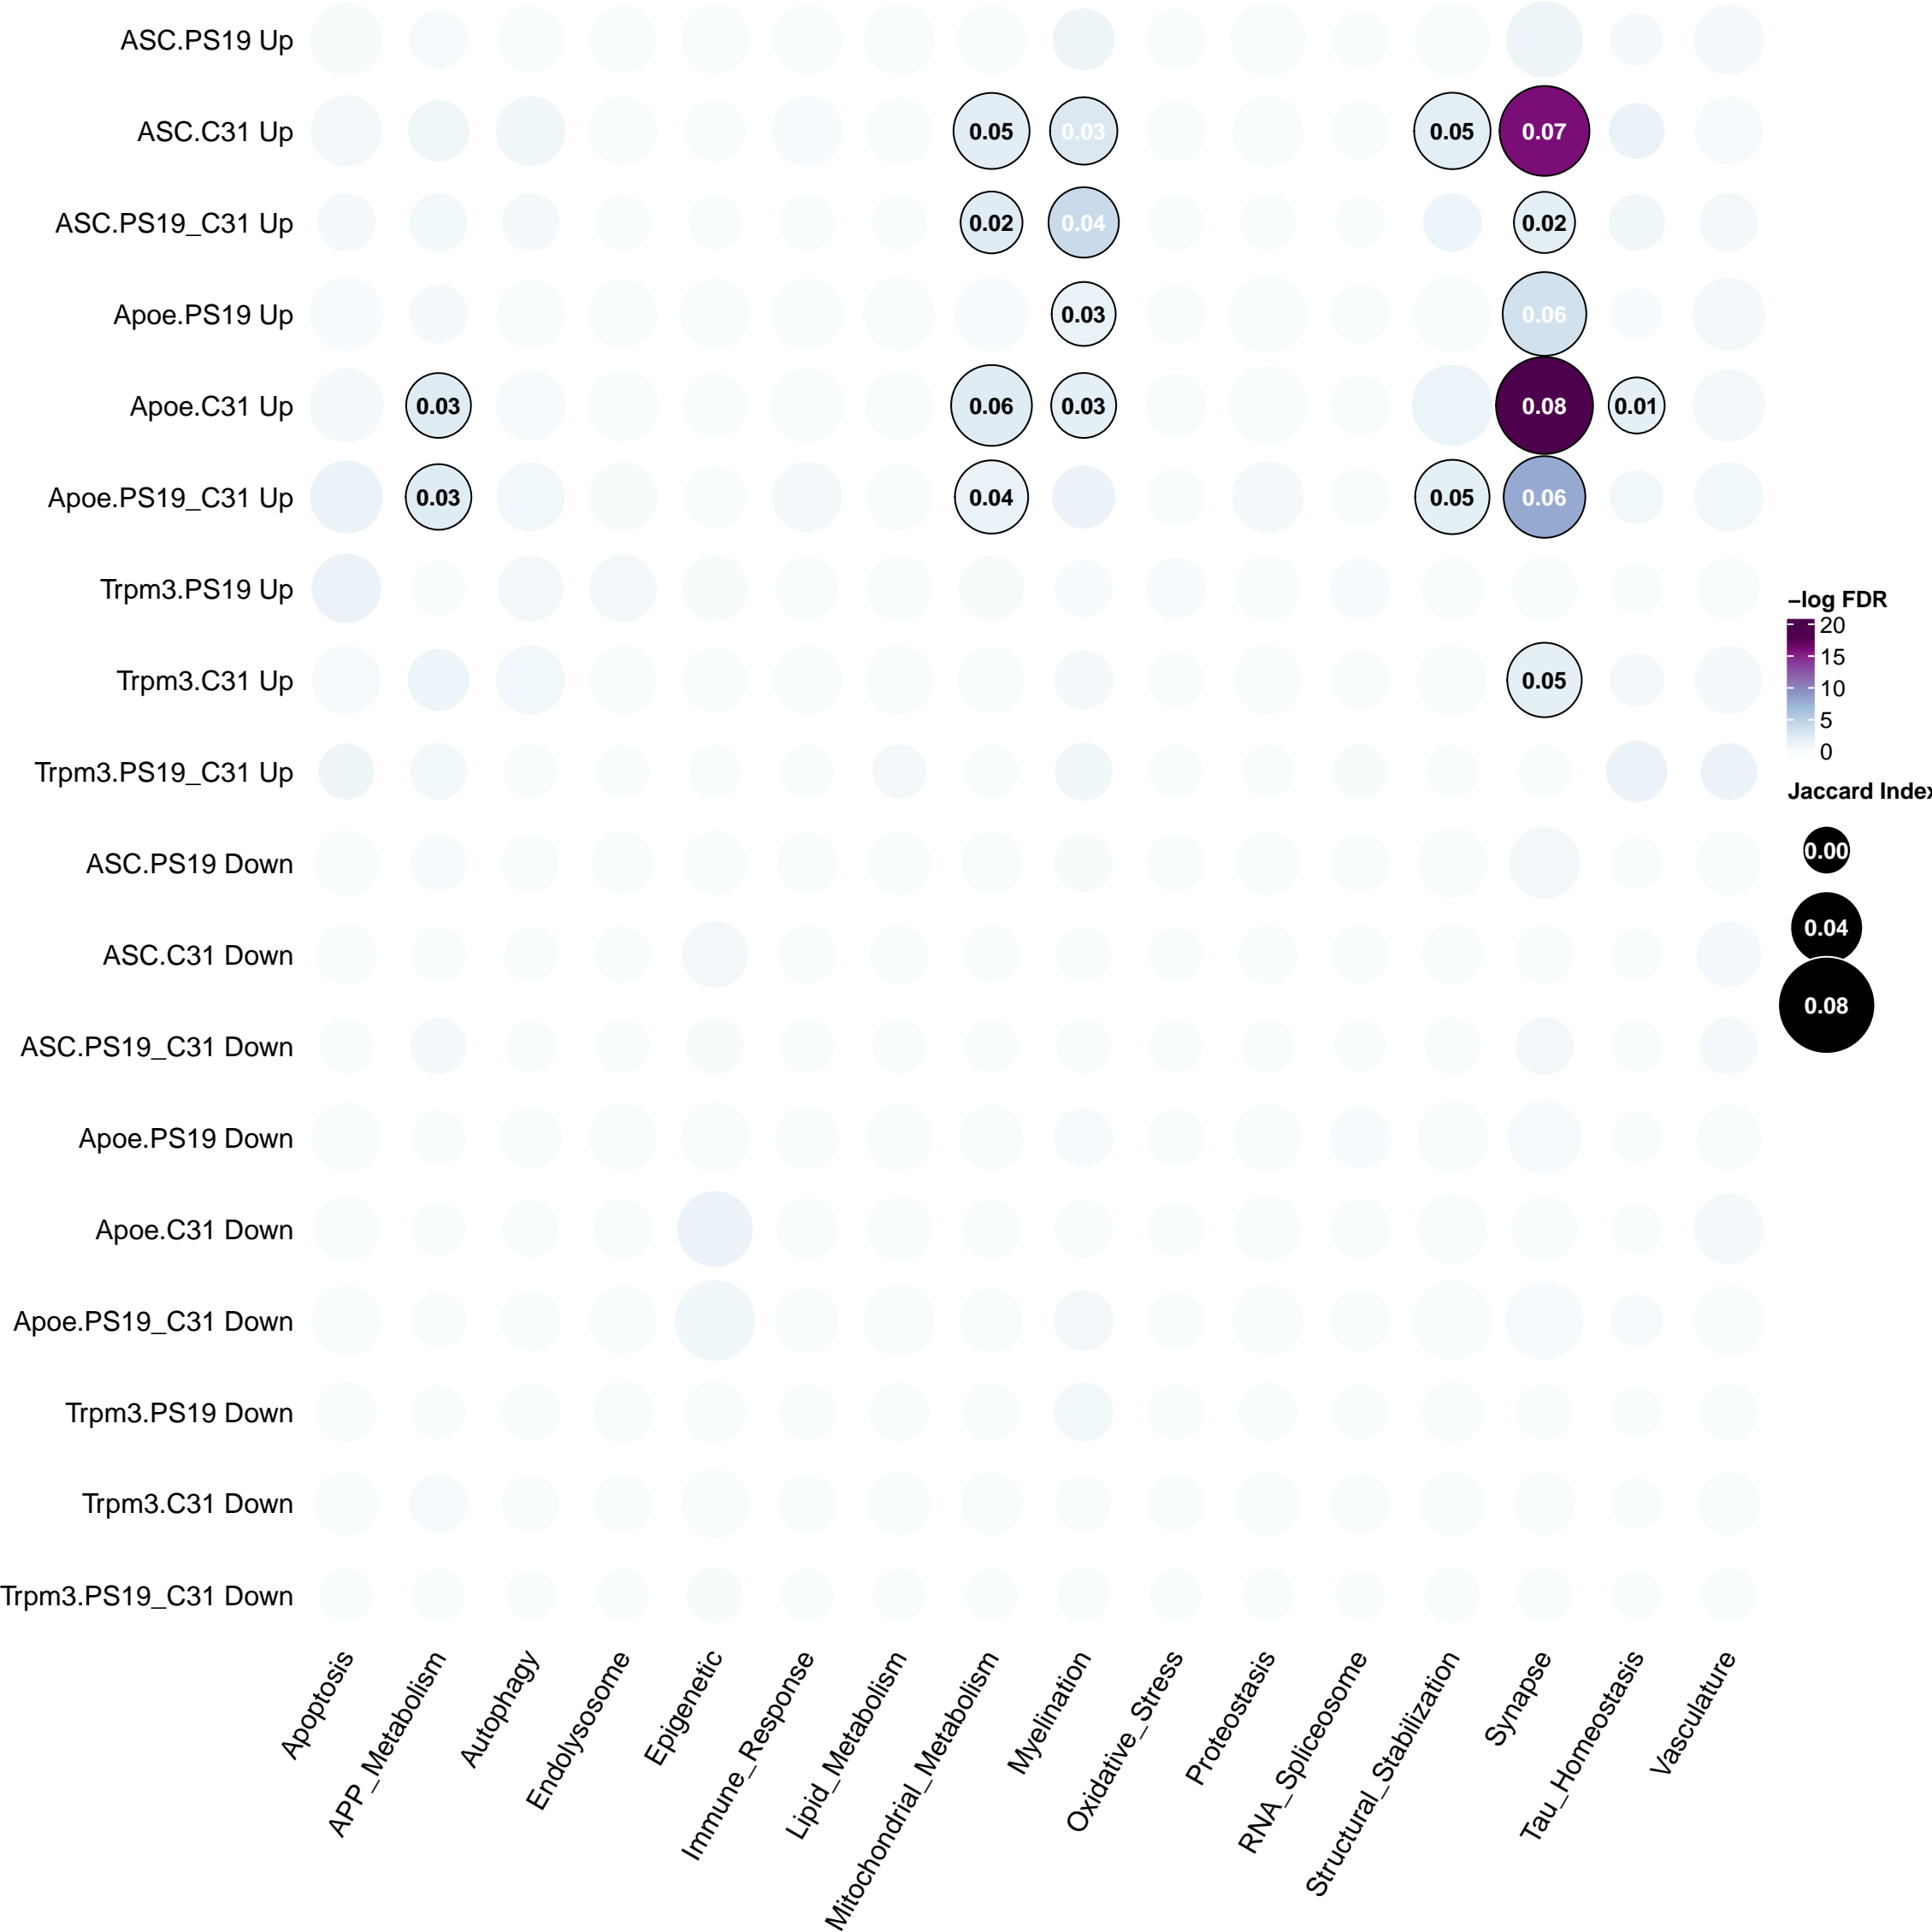 ASC.PS19 Up
ASC.C31 Up
0.05
0.03
0.05
0.07
ASC.PS19_C31 Up
0.02
0.04
0.02
Apoe.PS19 Up
0.03
0.06
Apoe.C31 Up
0.03
0.06
0.03
0.08
0.01
Apoe.PS19_C31 Up
0.03
0.04
0.05
0.06
Trpm3.PS19 Up
Trpm3.C31 Up
0.05
Trpm3.PS19_C31 Up
ASC.PS19 Down
ASC.C31 Down
ASC.PS19_C31 Down
Apoe.PS19 Down
Apoe.C31 Down
Apoe.PS19_C31 Down
Trpm3.PS19 Down
Trpm3.C31 Down
Trpm3.PS19_C31 Down
Apoptosis
APP_Metabolism
Autophagy
Endolysosome
Epigenetic
Immune_Response
Lipid_Metabolism
Mitochondrial_Metabolism
Myelination
Oxidative_Stress
Proteostasis
RNA_Spliceosome
Structural_Stabilization
Synapse
Tau_Homeostasis
Vasculature
−log FDR
20
15
10
5
0
Jaccard Index
0.00
0.04
0.08